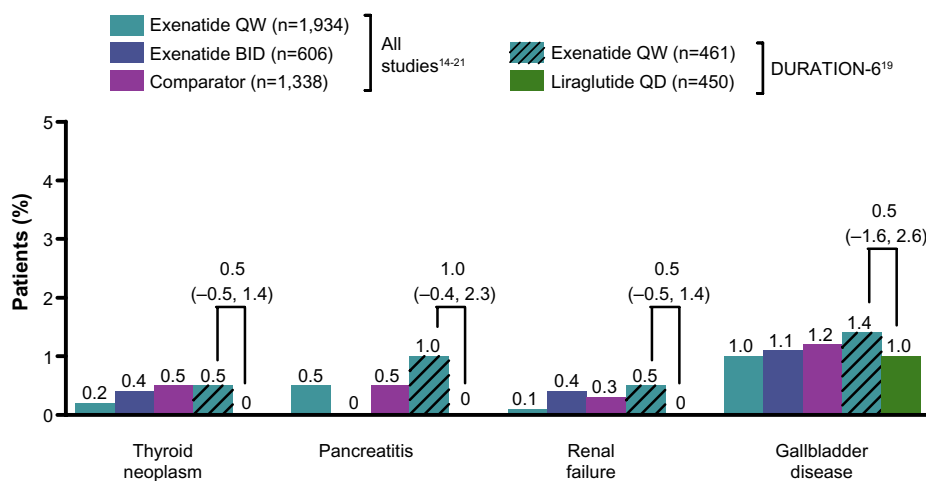 Exenatide QW (n=1,934)
Exenatide BID (n=606)
Comparator (n=1,338)
All
studies¹⁴⁻²¹
Exenatide QW (n=461)
Liraglutide QD (n=450)
DURATION-6¹⁹
Patients (%)
5
4
3
2
1
0
0.5
(–0.5, 1.4)
0.2
0.4
0.5
0.5
0
Thyroid
neoplasm
1.0
(–0.4, 2.3)
0.5
0
0.5
1.0
0
Pancreatitis
0.5
(–0.5, 1.4)
0.1
0.4
0.3
0.5
0
Renal
failure
0.5
(–1.6, 2.6)
1.0
1.1
1.2
1.4
1.0
Gallbladder
disease